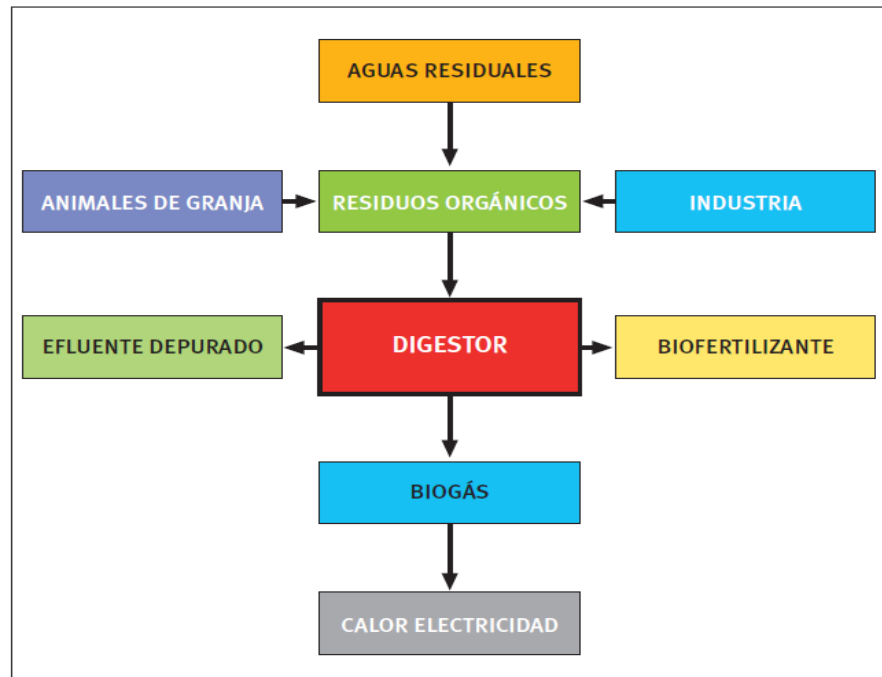 AGUAS RESIDUALES
ANIMALES DE GRANJA
RESIDUOS ORGÁNICOS
INDUSTRIA
EFLUENTE DEPURADO
DIGESTOR
BIOFERTILIZANTE
BIOGÁS
CALOR ELECTRICIDAD